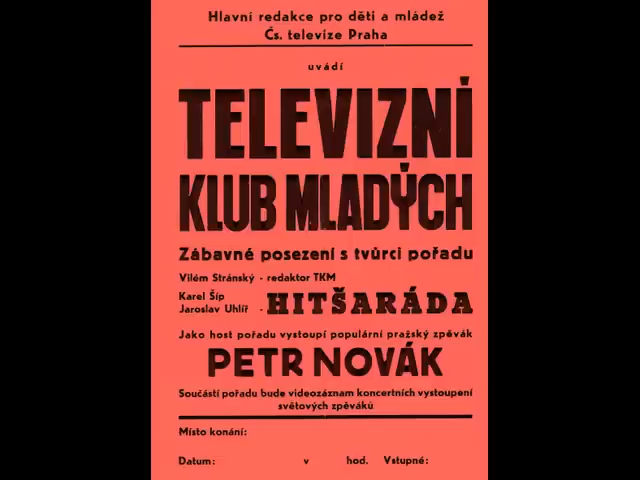 Hlavní redakce pro děti a mládež
Čs. televize Praha
uvádí
TELEVIZNÍ
KLUB MLADÝCH
Zábavné posezení s tvůrci pořadu
Vilém Stránský - redaktor TKM
Karel Šíp
Jaroslav Uhlíř - HITŠARÁDA
Jako host pořadu vystoupí populární pražský zpěvák
PETR NOVÁK
Součástí pořadu bude videozáznam koncertních vystoupení
světových zpěváků
Místo konání:
Datum: v hod. Vstupné: